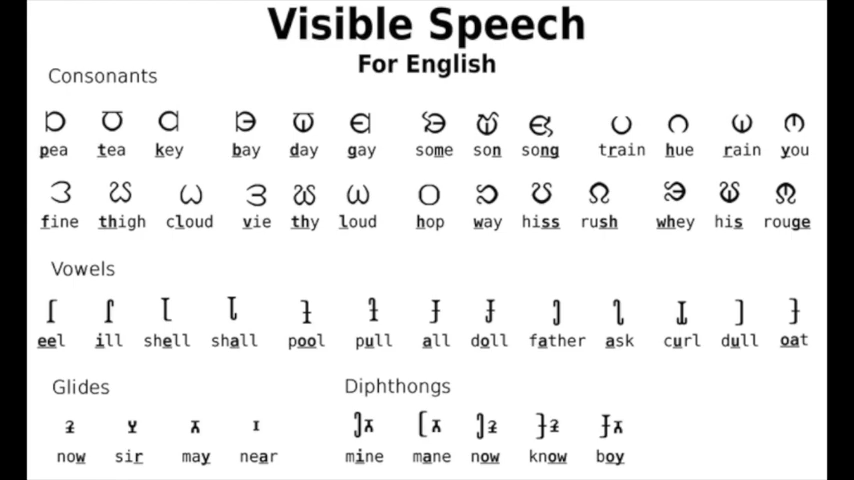 Visible Speech
For English
Consonants
pea tea key bay day gay some son song train hue rain you
fine thigh cloud vie thy loud hop way hiss rush whey his rouge
Vowels
eel ill shell shall pool pull all doll father ask curl dull oat
Glides Diphthongs
now sir may near mine mane now know boy